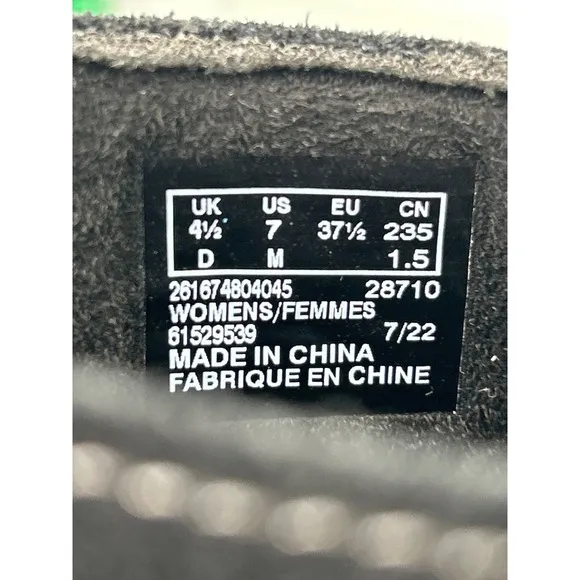 UK US EU CN
4½ 7 37½ 235
D M 1.5
261674804045 28710
WOMENS/FEMMES
61529539 7/22
MADE IN CHINA
FABRIQUE EN CHINE